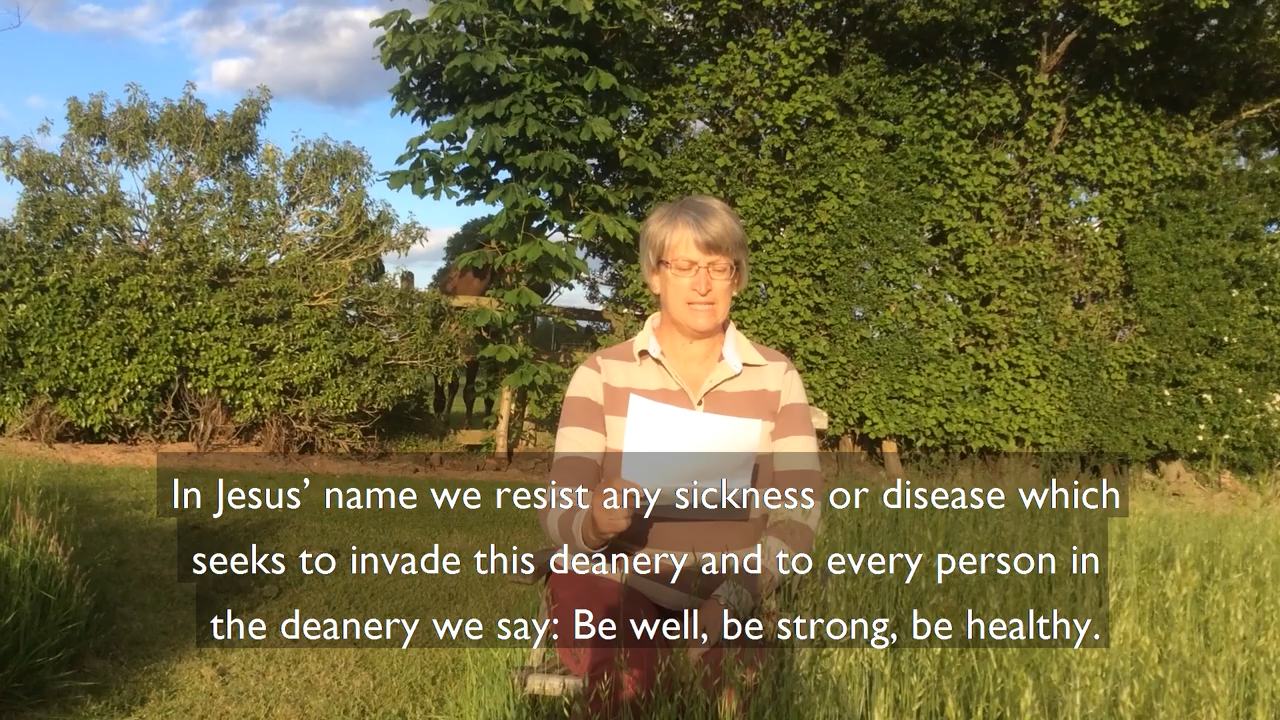 In Jesus’ name we resist any sickness or disease which
seeks to invade this deanery and to every person in
the deanery we say: Be well, be strong, be healthy.